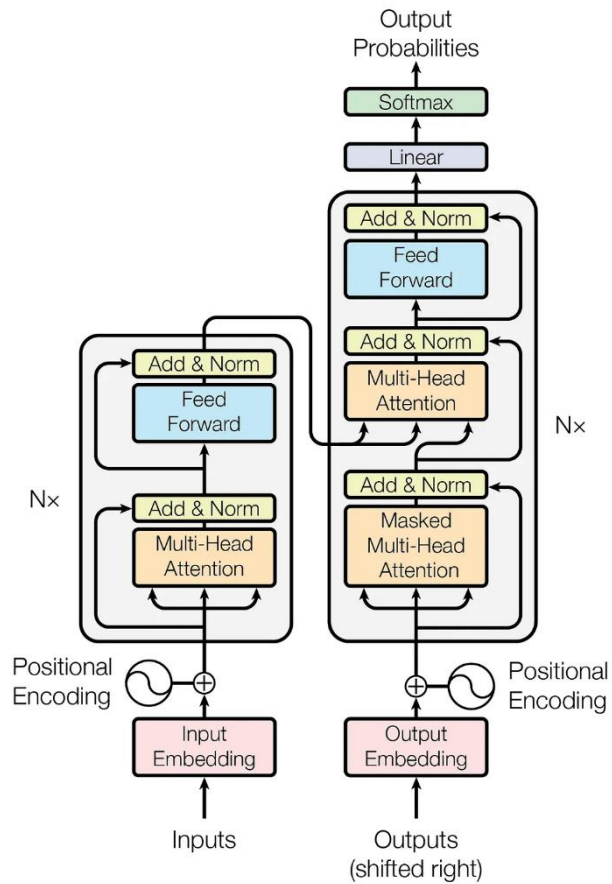 Output
Probabilities
Softmax
Linear
Add & Norm
Feed
Forward
Add & Norm
Multi-Head
Attention
Add & Norm
Masked
Multi-Head
Attention
N×
Add & Norm
Feed
Forward
N×
Add & Norm
Multi-Head
Attention
Positional
Encoding
Positional
Encoding
Input
Embedding
Output
Embedding
Inputs
Outputs
(shifted right)